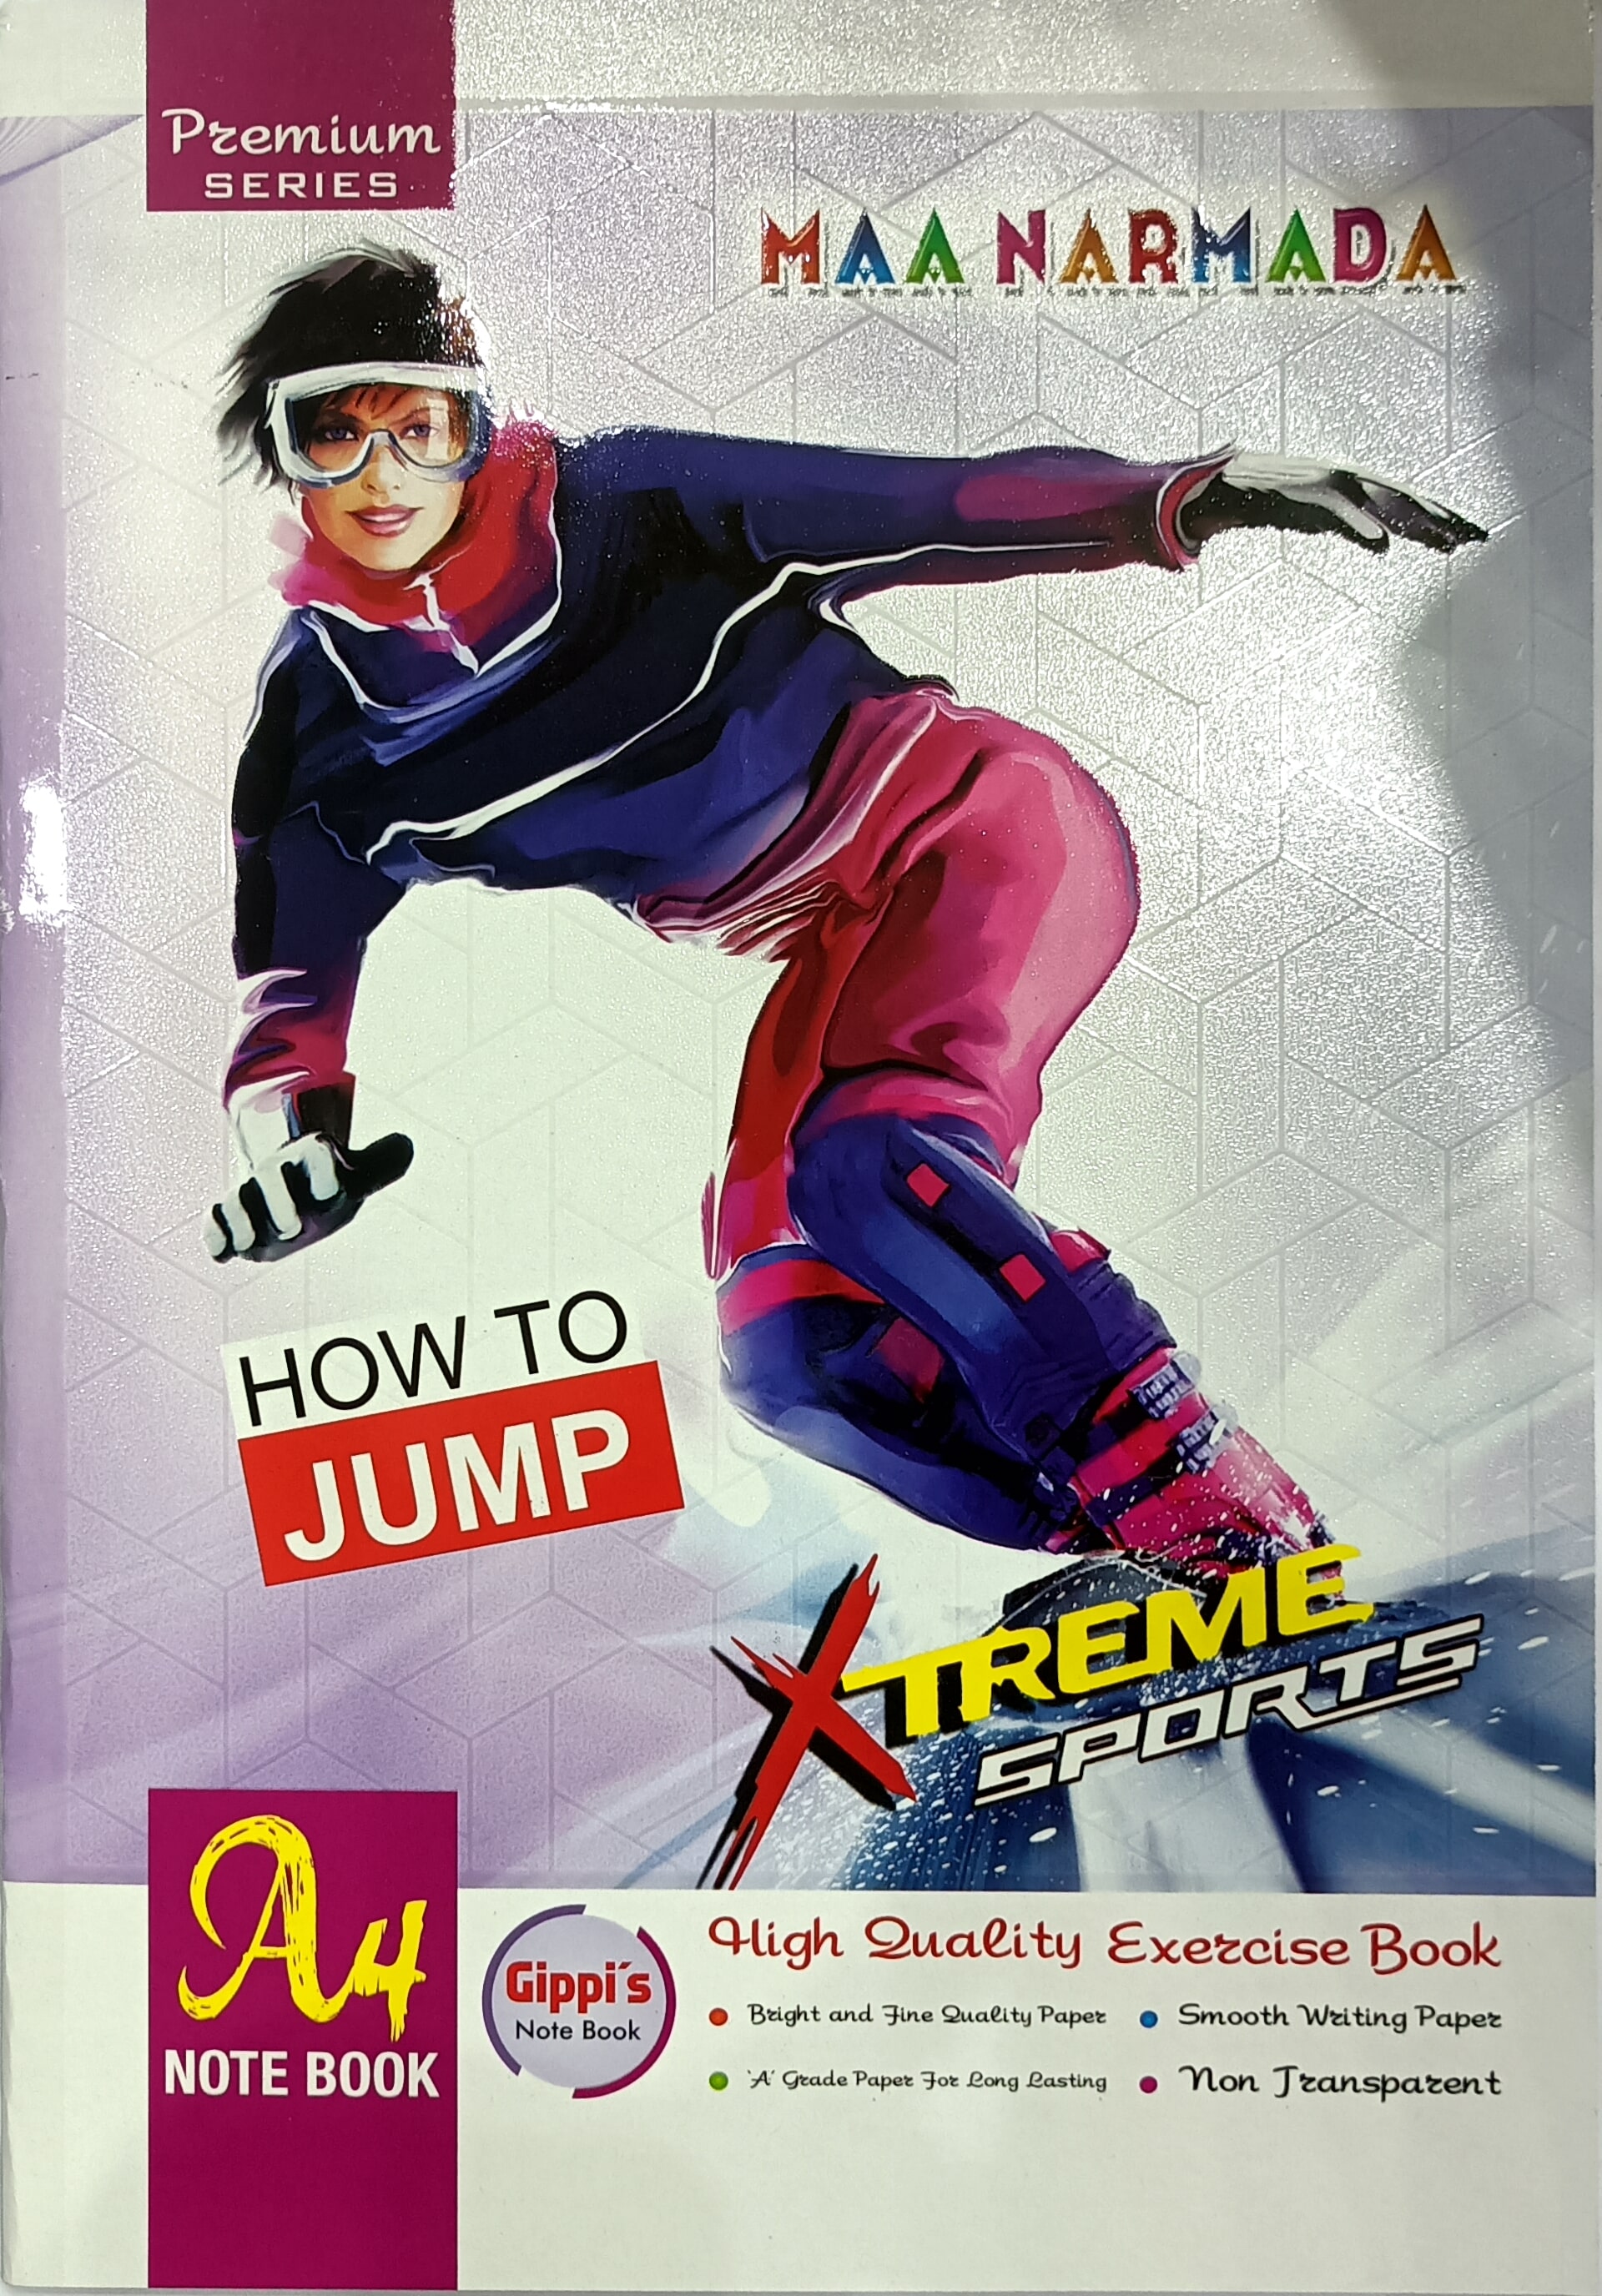 Premium
SERIES
MAA NARMADA
HOW TO
JUMP
XTREME
SPORTS
A4
NOTE BOOK
Gippi's
Note Book
High Quality Exercise Book
Bright and Fine Quality Paper
Smooth Writing Paper
'A' Grade Paper For Long Lasting
Non Transparent